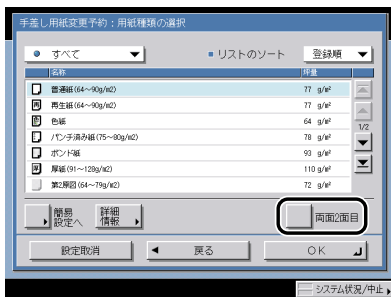 手差し用紙変更予約：用紙種類の選択
すべて ▼ ■ リストのソート 登録順 ▼
名称 坪量
普通紙(64～90g/m2) 77 g/m²
再 再生紙(64～90g/m2) 77 g/m²
色紙 64 g/m²
パンチ済み紙(75～80g/m2) 78 g/m²
ボンド紙 93 g/m²
厚 厚紙(91～128g/m2) 110 g/m²
第2原図(64～79g/m2) 72 g/m²
1/2
簡易設定へ 詳細情報 両面2面目
設定取消 ◀ 戻る OK
システム状況/中止